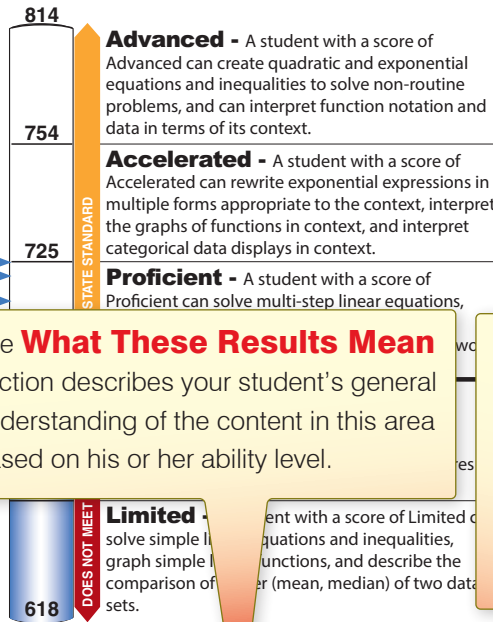 814
Advanced - A student with a score of
Advanced can create quadratic and exponential
equations and inequalities to solve non-routine
problems, and can interpret function notation and
data in terms of its context.
754
Accelerated - A student with a score of
Accelerated can rewrite exponential expressions in
multiple forms appropriate to the context, interpret
the graphs of functions in context, and interpret
categorical data displays in context.
725
STATE STANDARD
Proficient - A student with a score of
Proficient can solve multi-step linear equations,
What These Results Mean
describes your student's general
of the content in this area
on his or her ability level.
DOES NOT MEET
Limited - with a score of Limited
solve simple equations and inequalities,
graph simple and describe the
comparison of (mean, median) of two data
sets.
618